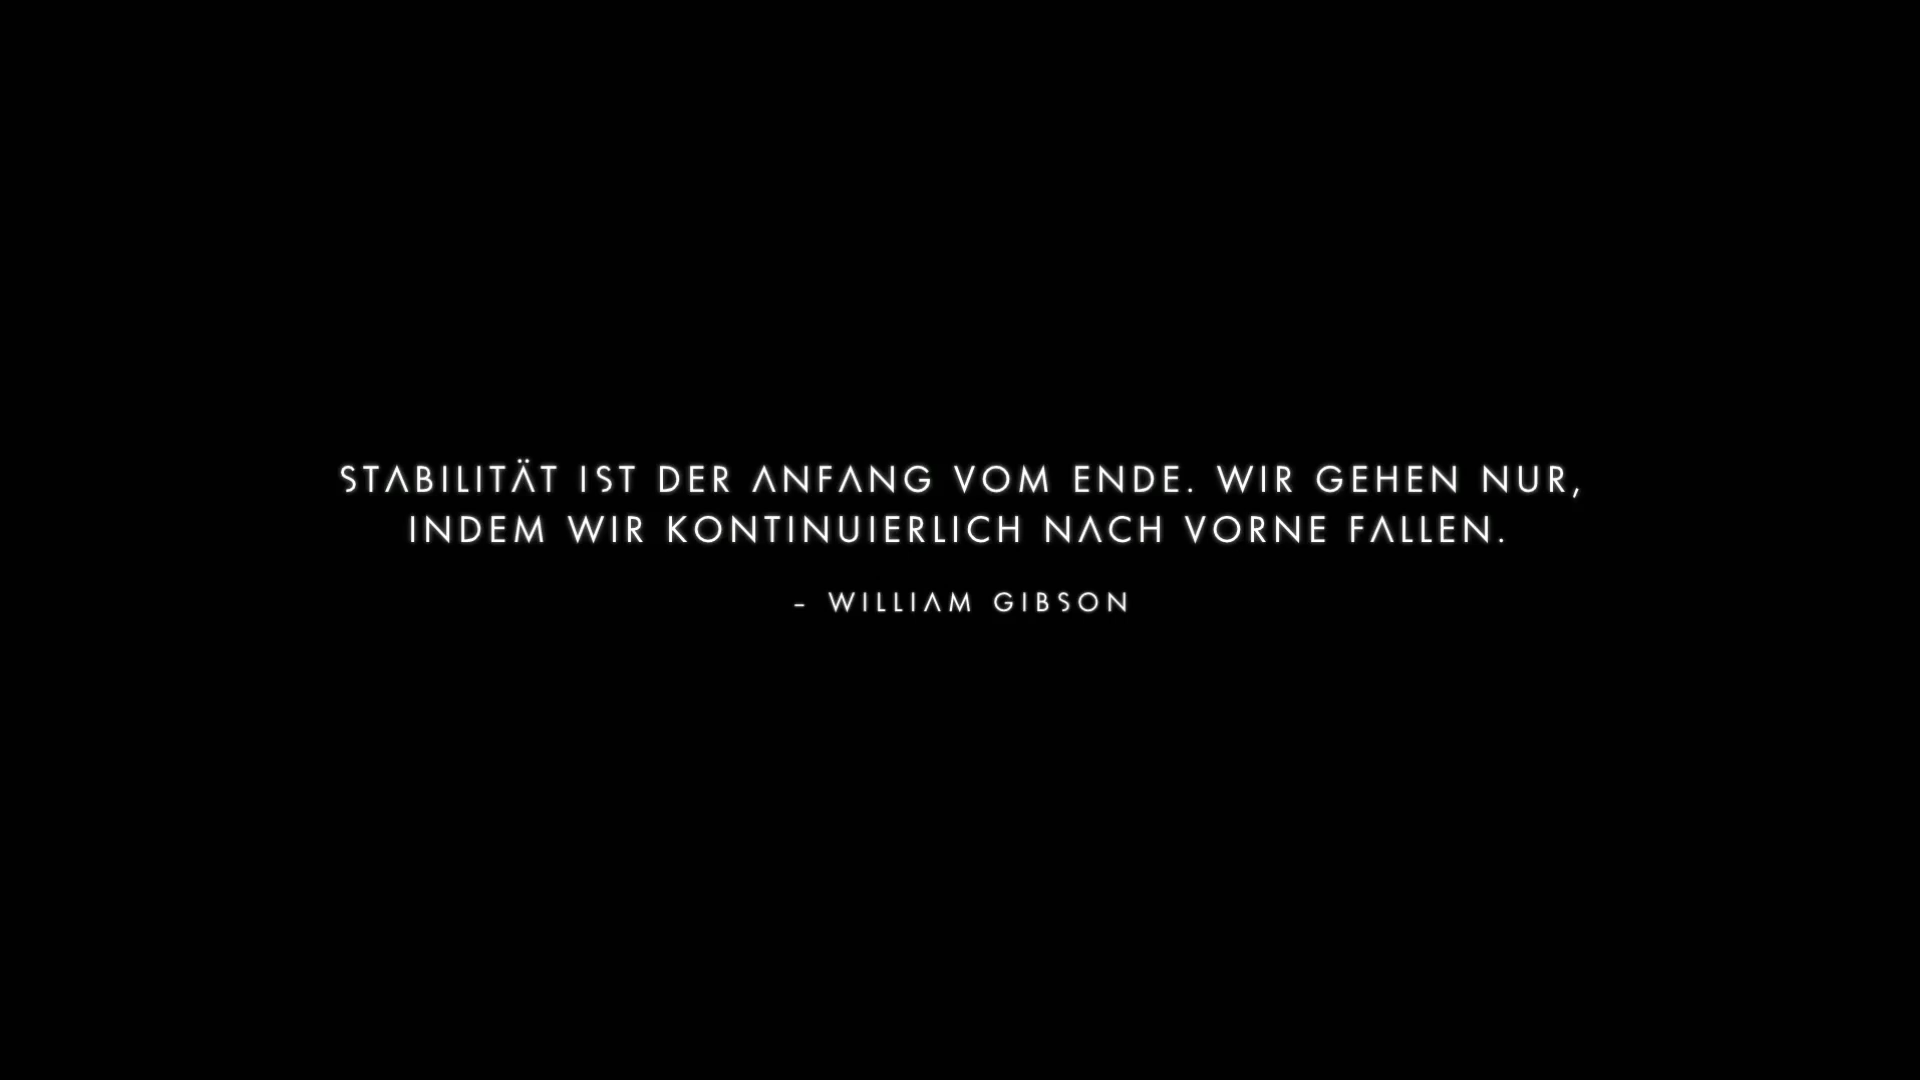 STABILITÄT IST DER ANFANG VOM ENDE. WIR GEHEN NUR,
INDEM WIR KONTINUIERLICH NACH VORNE FALLEN.
– WILLIAM GIBSON